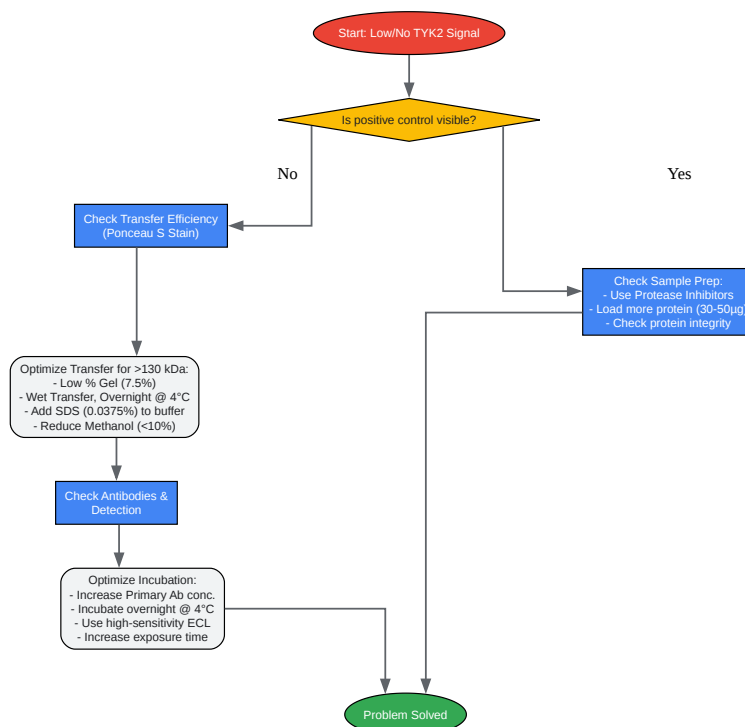 Start: Low/No TYK2 Signal
Is positive control visible?
No
Yes
Check Transfer Efficiency
(Ponceau S Stain)
Check Sample Prep:
- Use Protease Inhibitors
- Load more protein (30-50µg)
- Check protein integrity
Optimize Transfer for >130 kDa:
- Low % Gel (7.5%)
- Wet Transfer, Overnight @ 4°C
- Add SDS (0.0375%) to buffer
- Reduce Methanol (<10%)
Check Antibodies &
Detection
Optimize Incubation:
- Increase Primary Ab conc.
- Incubate overnight @ 4°C
- Use high-sensitivity ECL
- Increase exposure time
Problem Solved